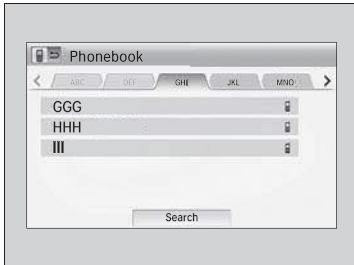 Phonebook
ABC DEF GHI JKL MNO
GGG
HHH
III
Search